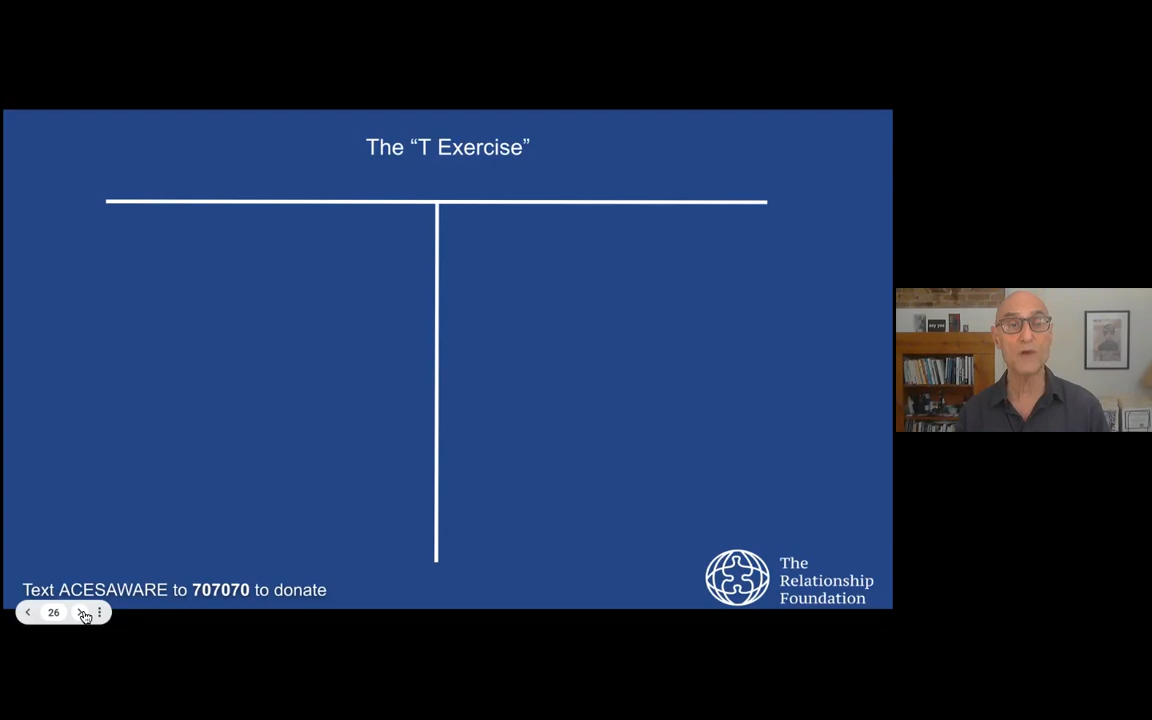 The “T Exercise”
Text ACESAWARE to 707070 to donate
26
The
Relationship
Foundation